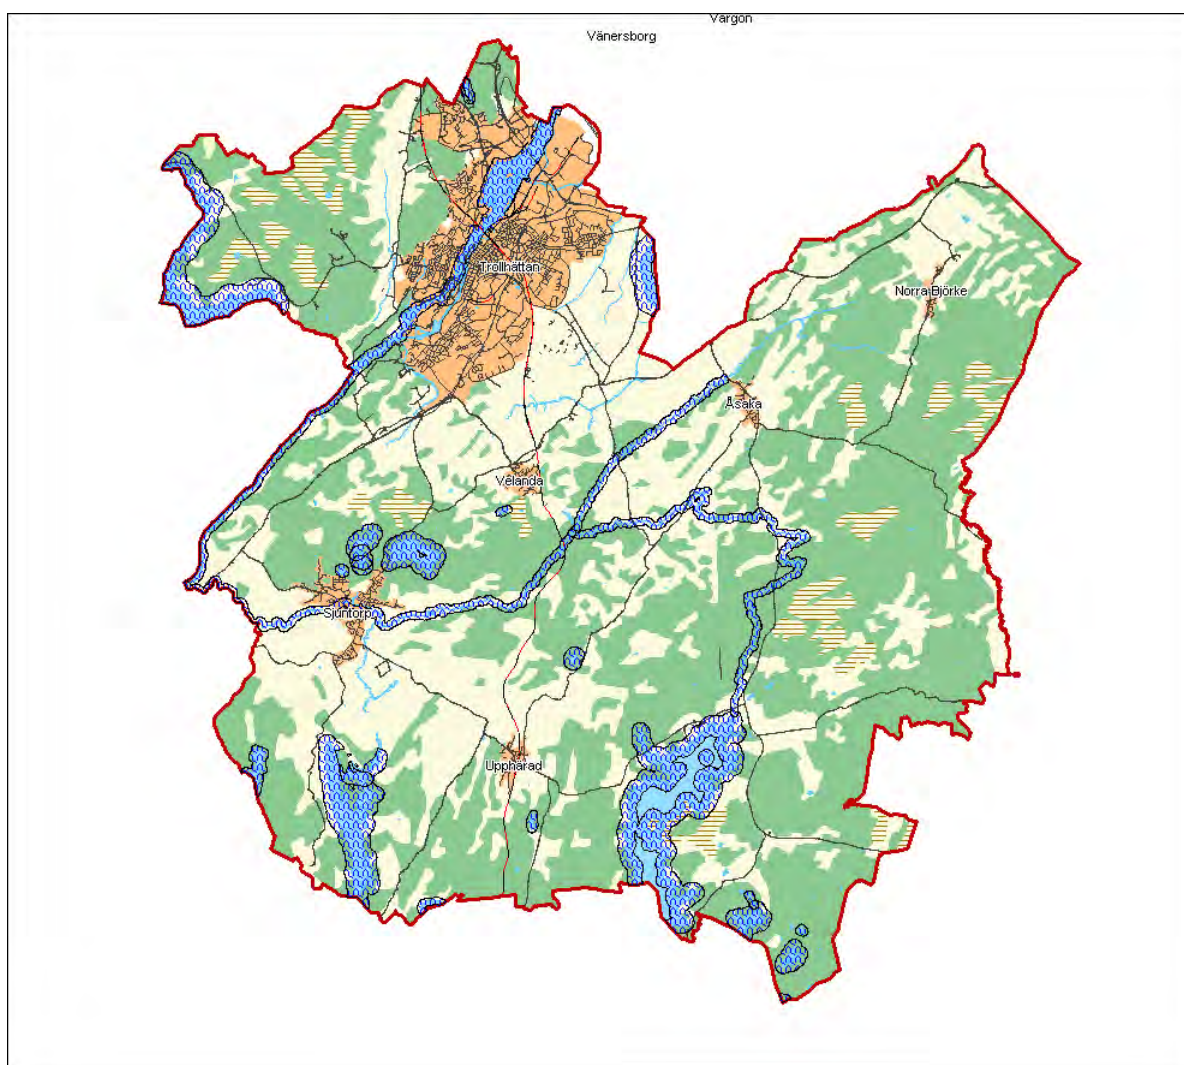 Vargön
Vänersborg
Trollhättan
Norra Björke
Åsaka
Velanda
Sjuntorp
Upphärad